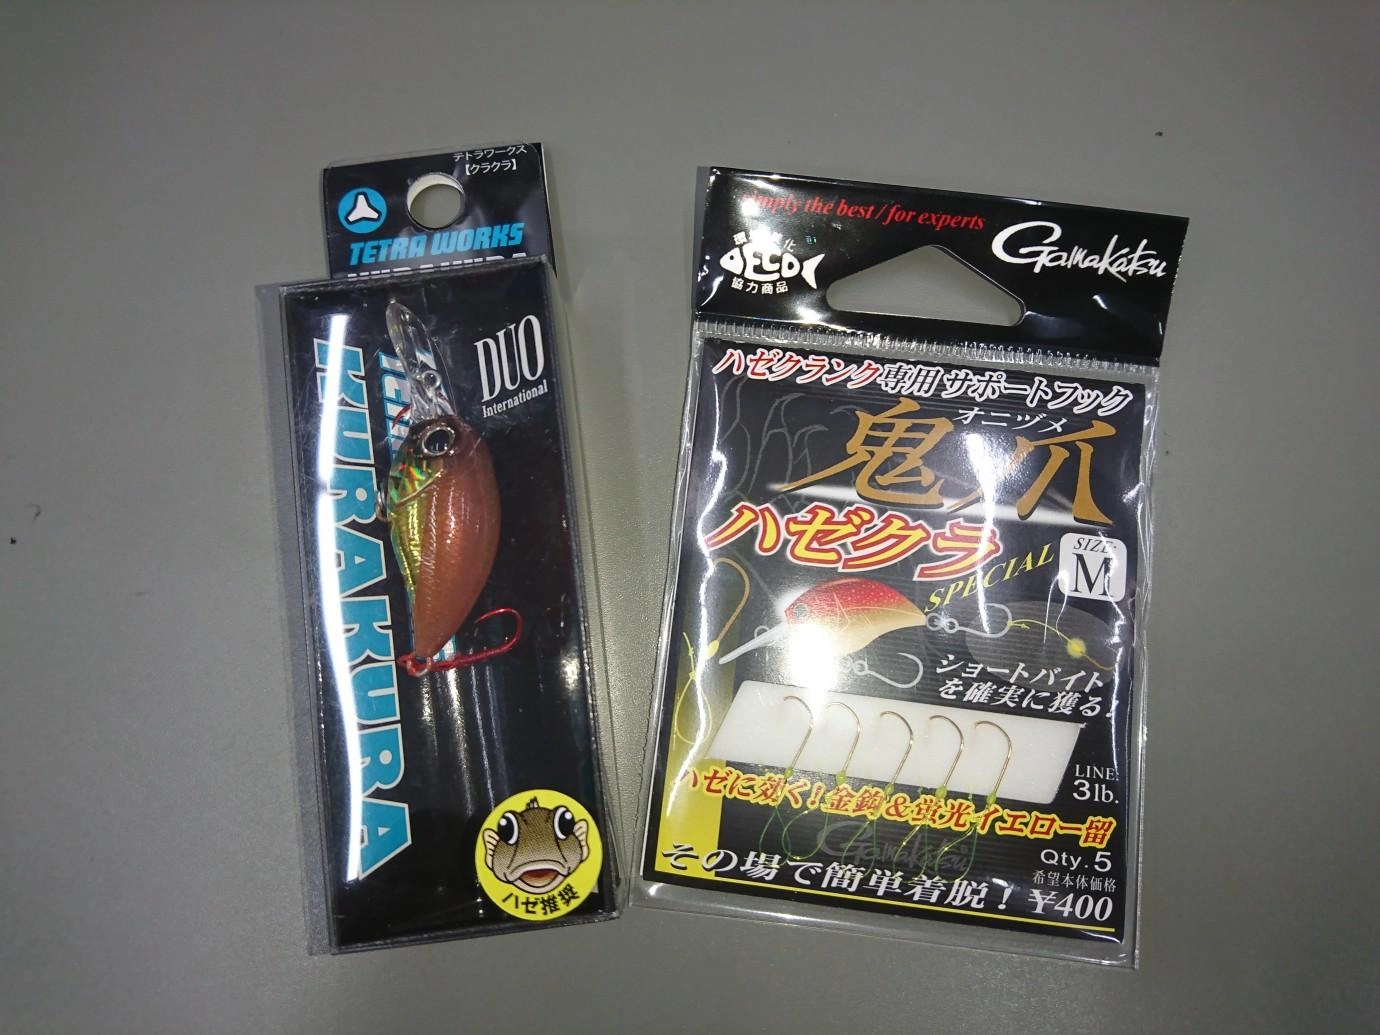 テトラワークス
【クラクラ】
TETRA WORKS
DUO
International
KURAKURA
ハゼ推奨
simply the best / for experts
Gamakatsu
環
化
DECO
協力商品
ハゼクランク専用サポートフック
オニヅメ
鬼爪
ハゼクラ
SPECIAL
SIZE:
M
ショートバイト
を確実に獲る!
LINE:
3lb.
ハゼに効く!金鈎&蛍光イエロー留
Gamakatsu
Qty.5
希望本体価格
その場で簡単着脱!
¥400